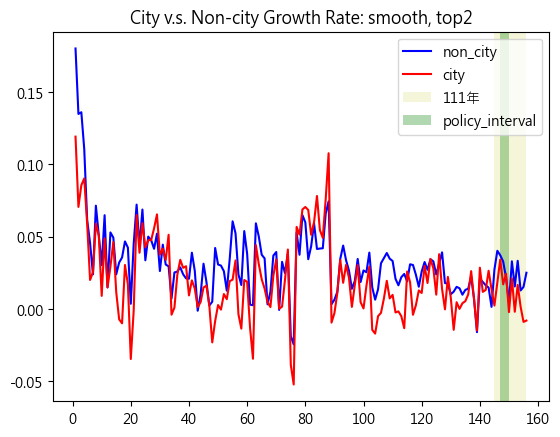 City v.s. Non-city Growth Rate: smooth, top2
non_city
city
111年
policy_interval
0.15
0.10
0.05
0.00
-0.05
0 20 40 60 80 100 120 140 160